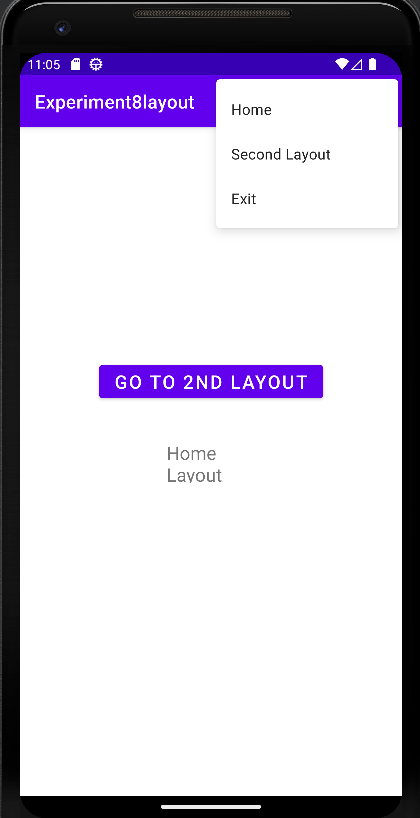 11:05
Experiment8layout
Home
Second Layout
Exit
GO TO 2ND LAYOUT
Home
Layout